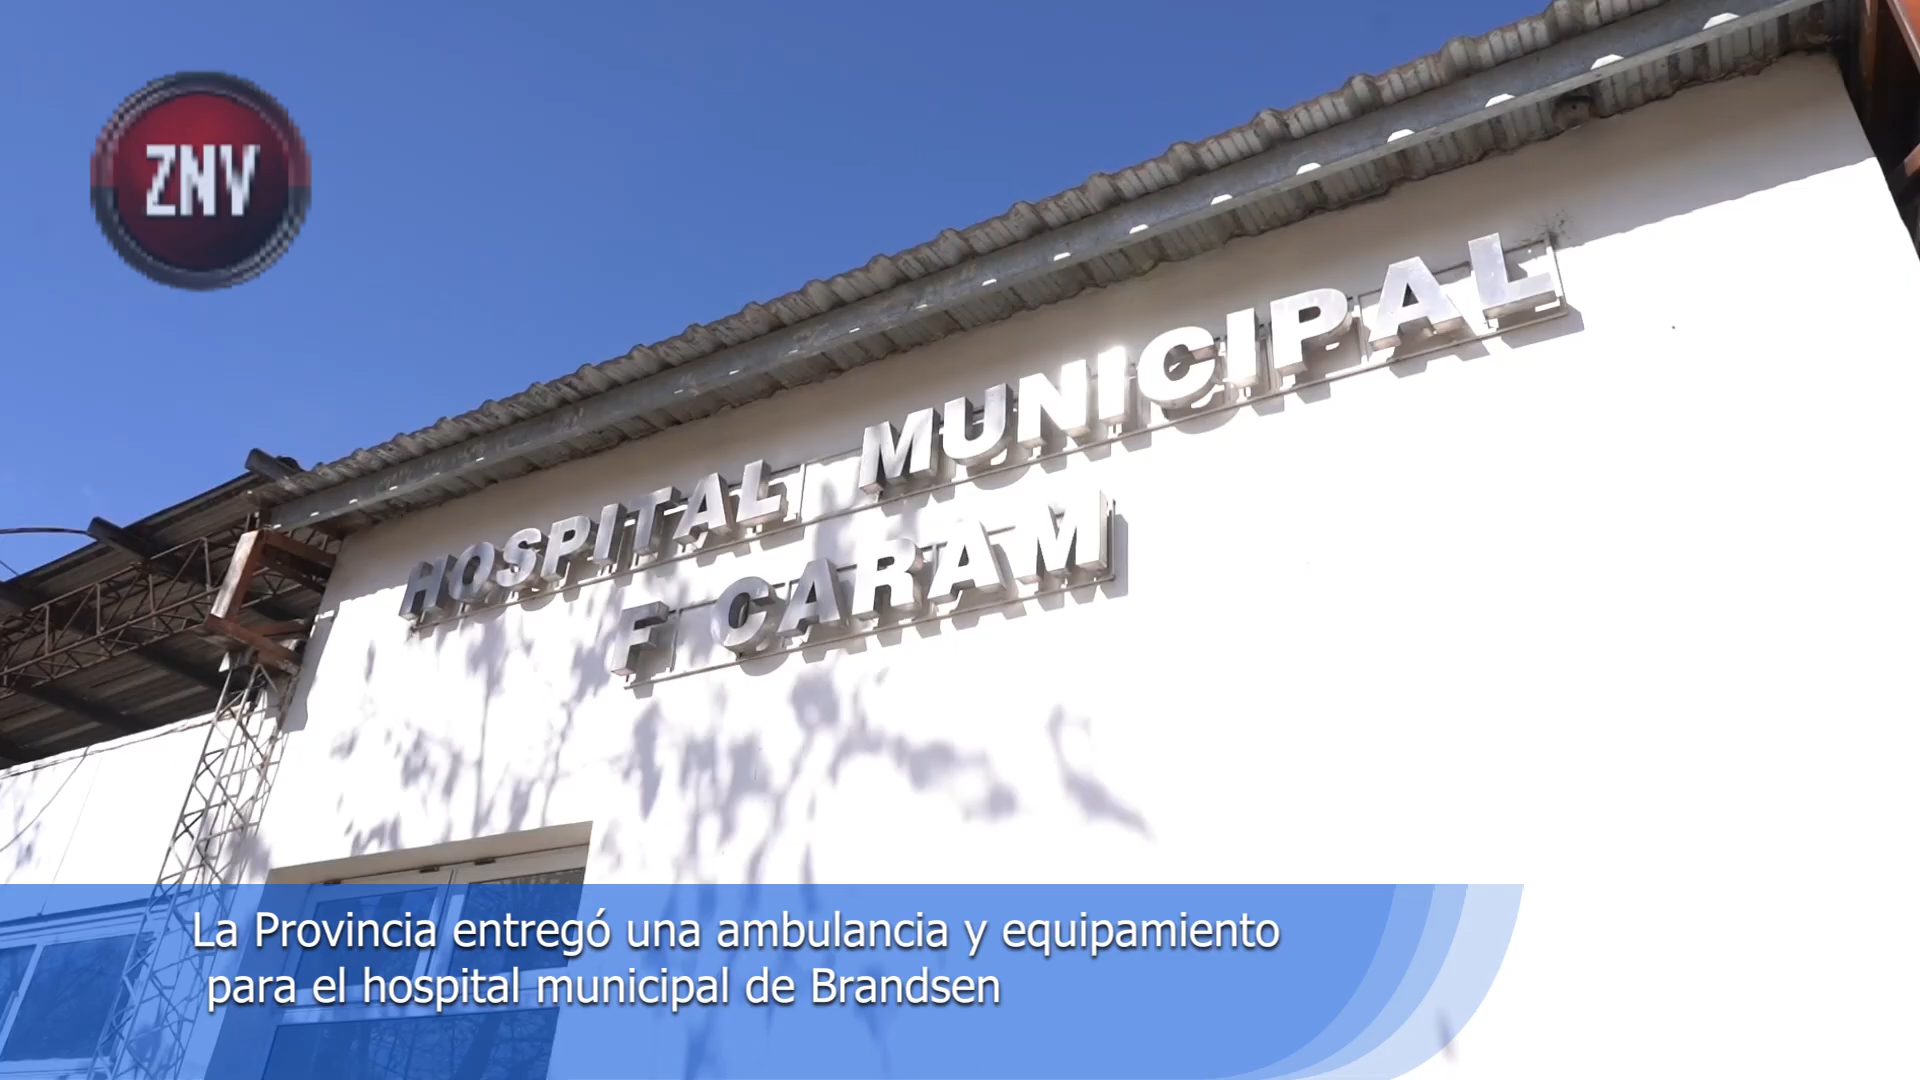 ZNV
HOSPITAL MUNICIPAL
F CARAM
La Provincia entregó una ambulancia y equipamiento
para el hospital municipal de Brandsen